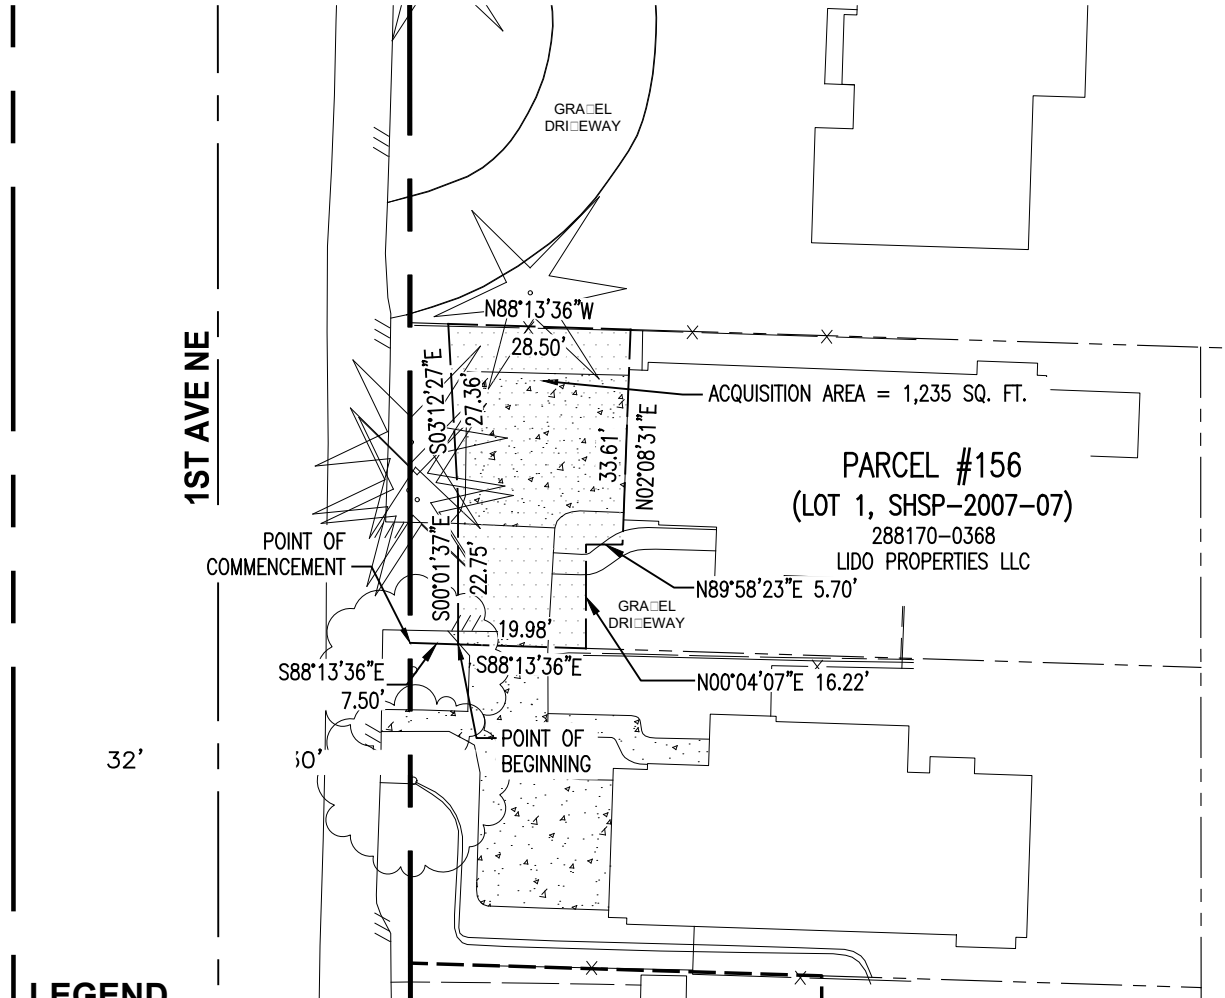 GRA□EL
DRI□EWAY
N88°13'36"W
28.50'
S03°12'27"E
27.36'
ACQUISITION AREA = 1,235 SQ. FT.
33.61'
N02°08'31"E
1ST AVE NE
PARCEL #156
(LOT 1, SHSP-2007-07)
288170-0368
LIDO PROPERTIES LLC
POINT OF
COMMENCEMENT
S00°01'37"E
22.75'
N89°58'23"E 5.70'
GRA□EL
DRI□EWAY
19.98'
S88°13'36"E
S88°13'36"E
7.50'
N00°04'07"E 16.22'
POINT OF
BEGINNING
32'
LEGEND